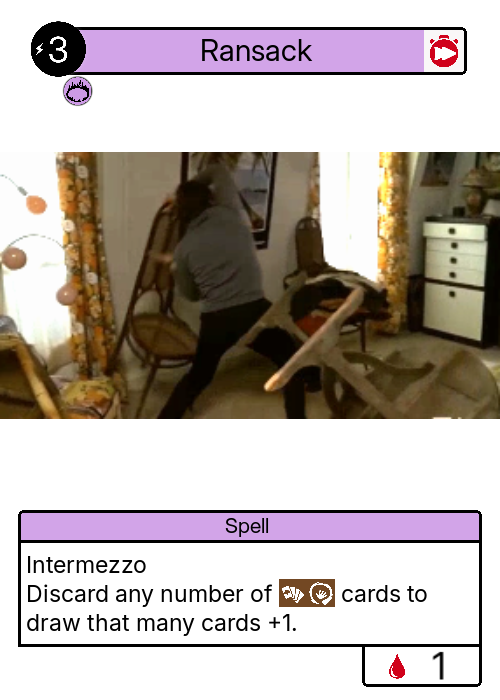 3
Ransack
Spell
Intermezzo
Discard any number of cards to
draw that many cards +1.
1